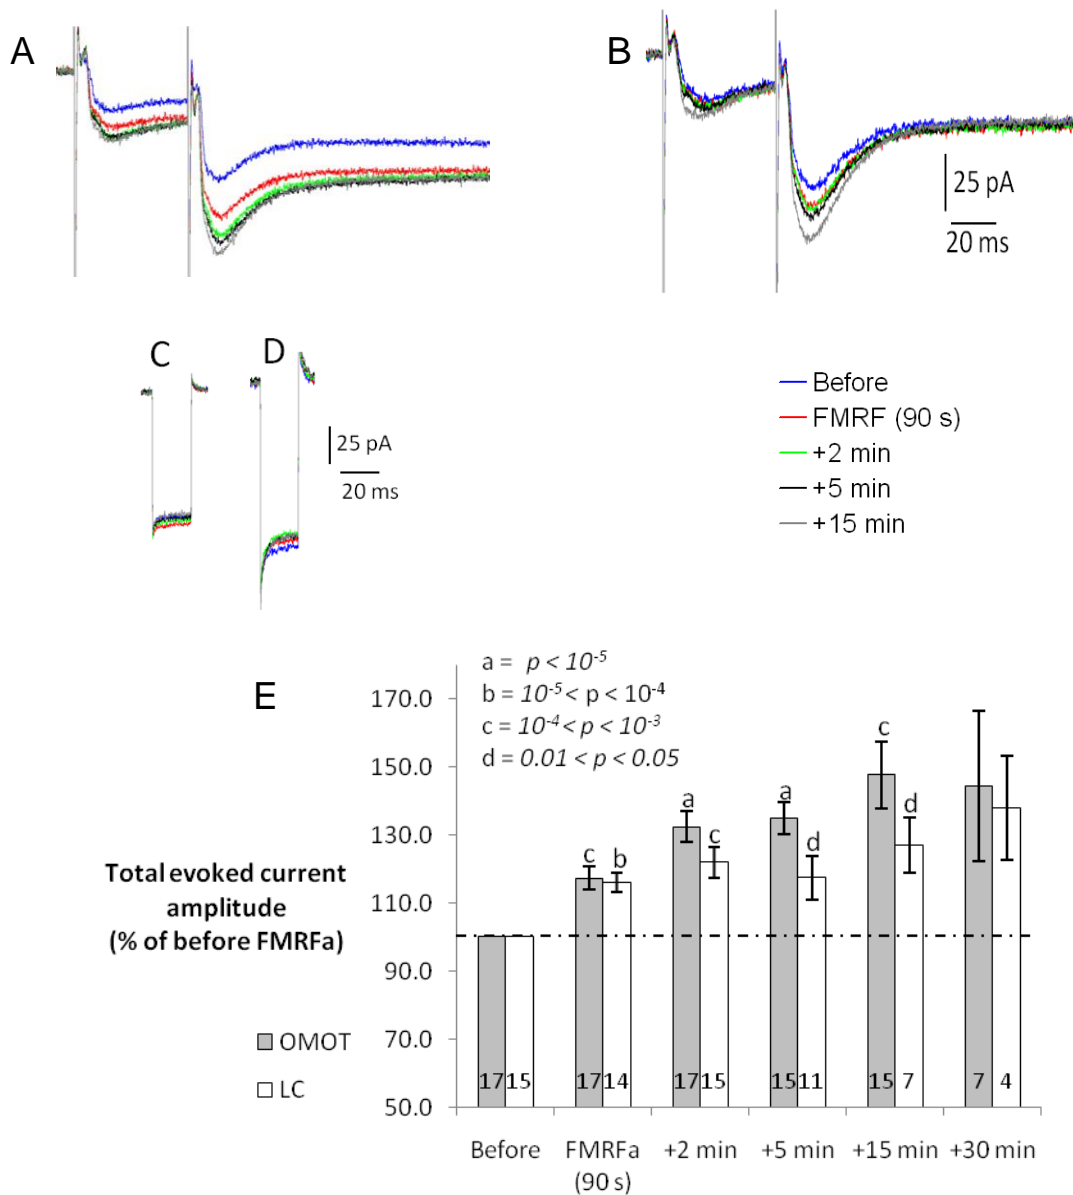 A
B
25 pA
20 ms
C
D
25 pA
20 ms
Before
FMRF (90 s)
+2 min
+5 min
+15 min
E
a = p < 10⁻⁵
b = 10⁻⁵ < p < 10⁻⁴
c = 10⁻⁴ < p < 10⁻³
d = 0.01 < p < 0.05
170.0
150.0
130.0
110.0
90.0
70.0
50.0
Total evoked current
amplitude
(% of before FMRFa)
OMOT
LC
c b a c a d c d
17 15 17 14 17 15 15 11 15 7 7 4
Before FMRFa +2 min +5 min +15 min +30 min
(90 s)